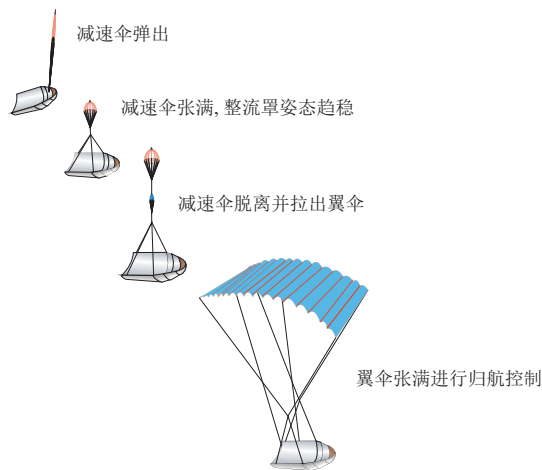 减速伞弹出
减速伞张满, 整流罩姿态趋稳
减速伞脱离并拉出翼伞
翼伞张满进行归航控制